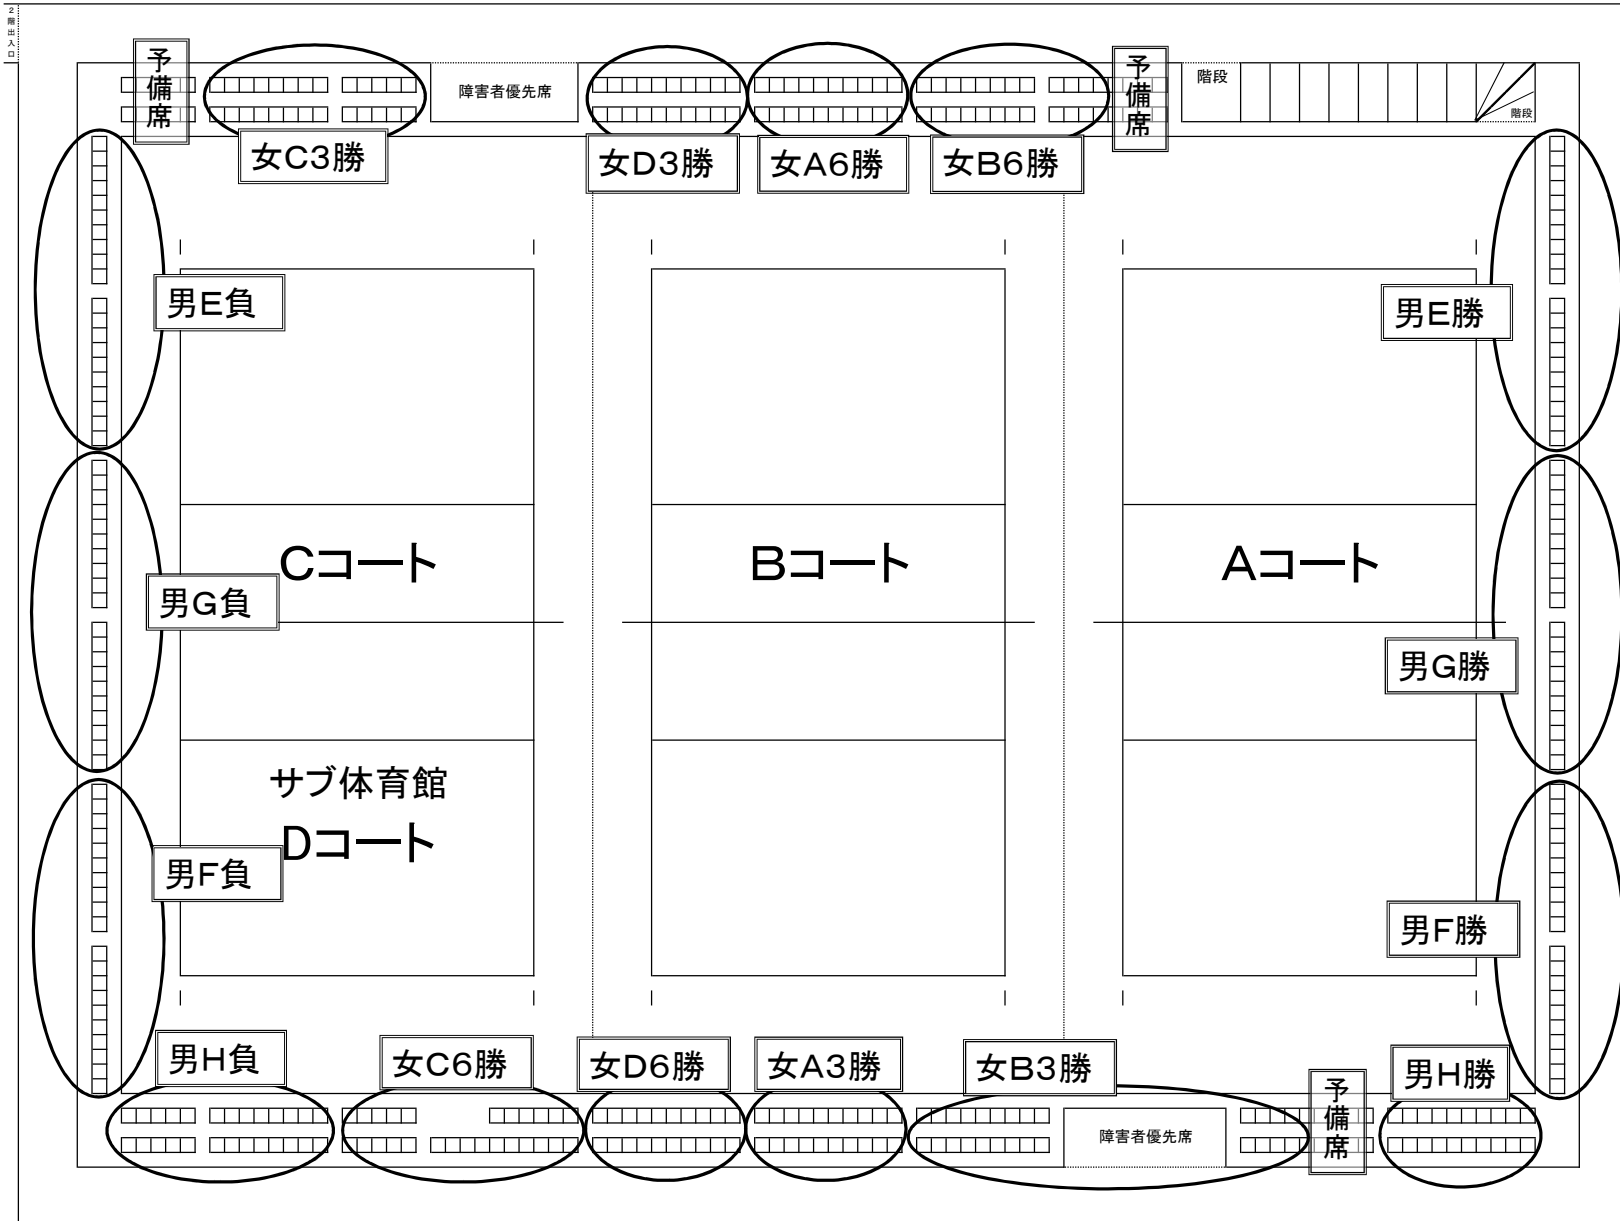 2階出入口
予備席
障害者優先席
予備席
階段
階段
女C3勝
女D3勝
女A6勝
女B6勝
男E負
男E勝
Cコート
Bコート
Aコート
男G負
男G勝
サブ体育館
Dコート
男F負
男F勝
男H負
女C6勝
女D6勝
女A3勝
女B3勝
男H勝
障害者優先席
予備席